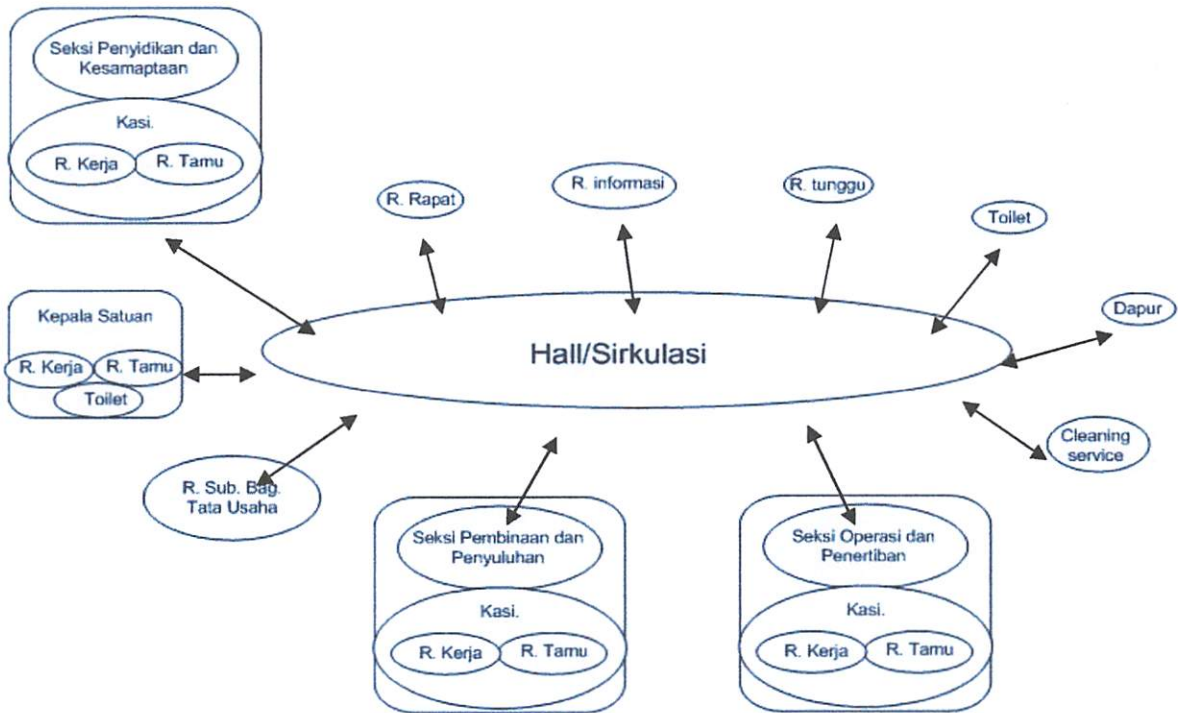 Seksi Penyidikan dan
Kesamaptaan
Kasi.
R. Kerja
R. Tamu
R. Rapat
R. informasi
R. tunggu
Toilet
Kepala Satuan
R. Kerja
R. Tamu
Toilet
Hall/Sirkulasi
Dapur
Cleaning
service
R. Sub. Bag.
Tata Usaha
Seksi Pembinaan dan
Penyuluhan
Kasi.
R. Kerja
R. Tamu
Seksi Operasi dan
Penertiban
Kasi.
R. Kerja
R. Tamu